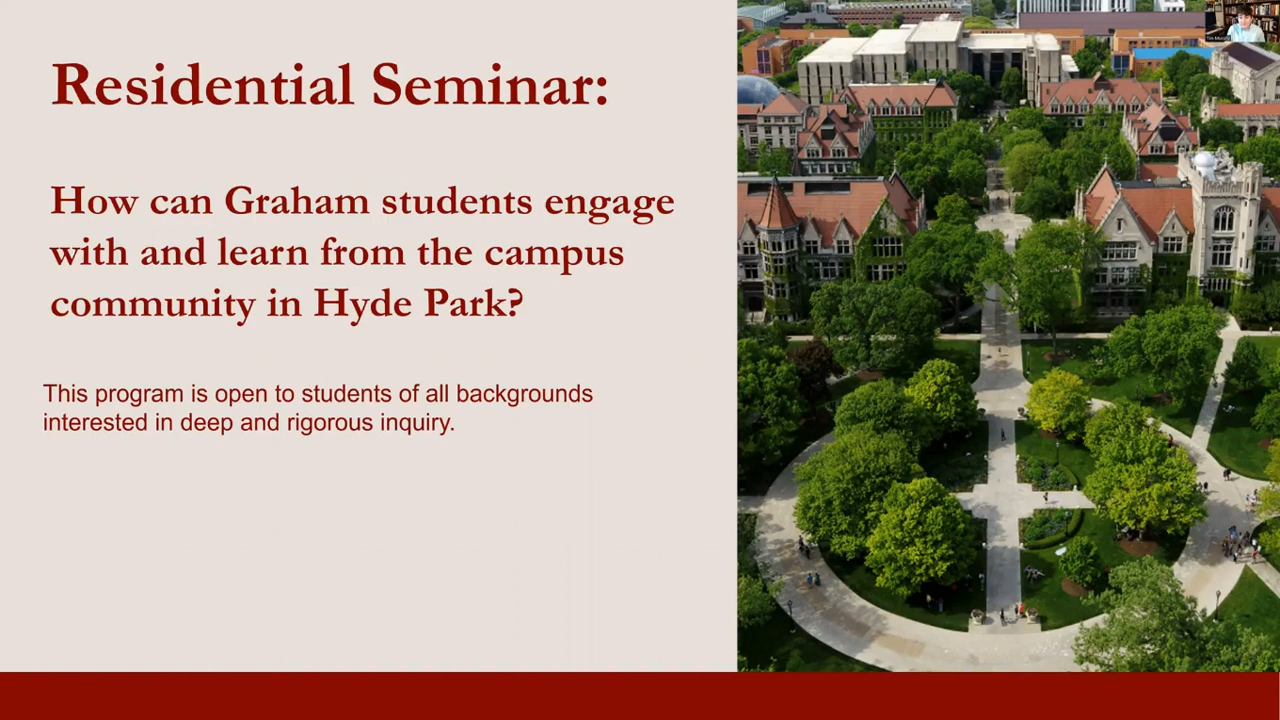 Residential Seminar:
How can Graham students engage
with and learn from the campus
community in Hyde Park?
This program is open to students of all backgrounds
interested in deep and rigorous inquiry.